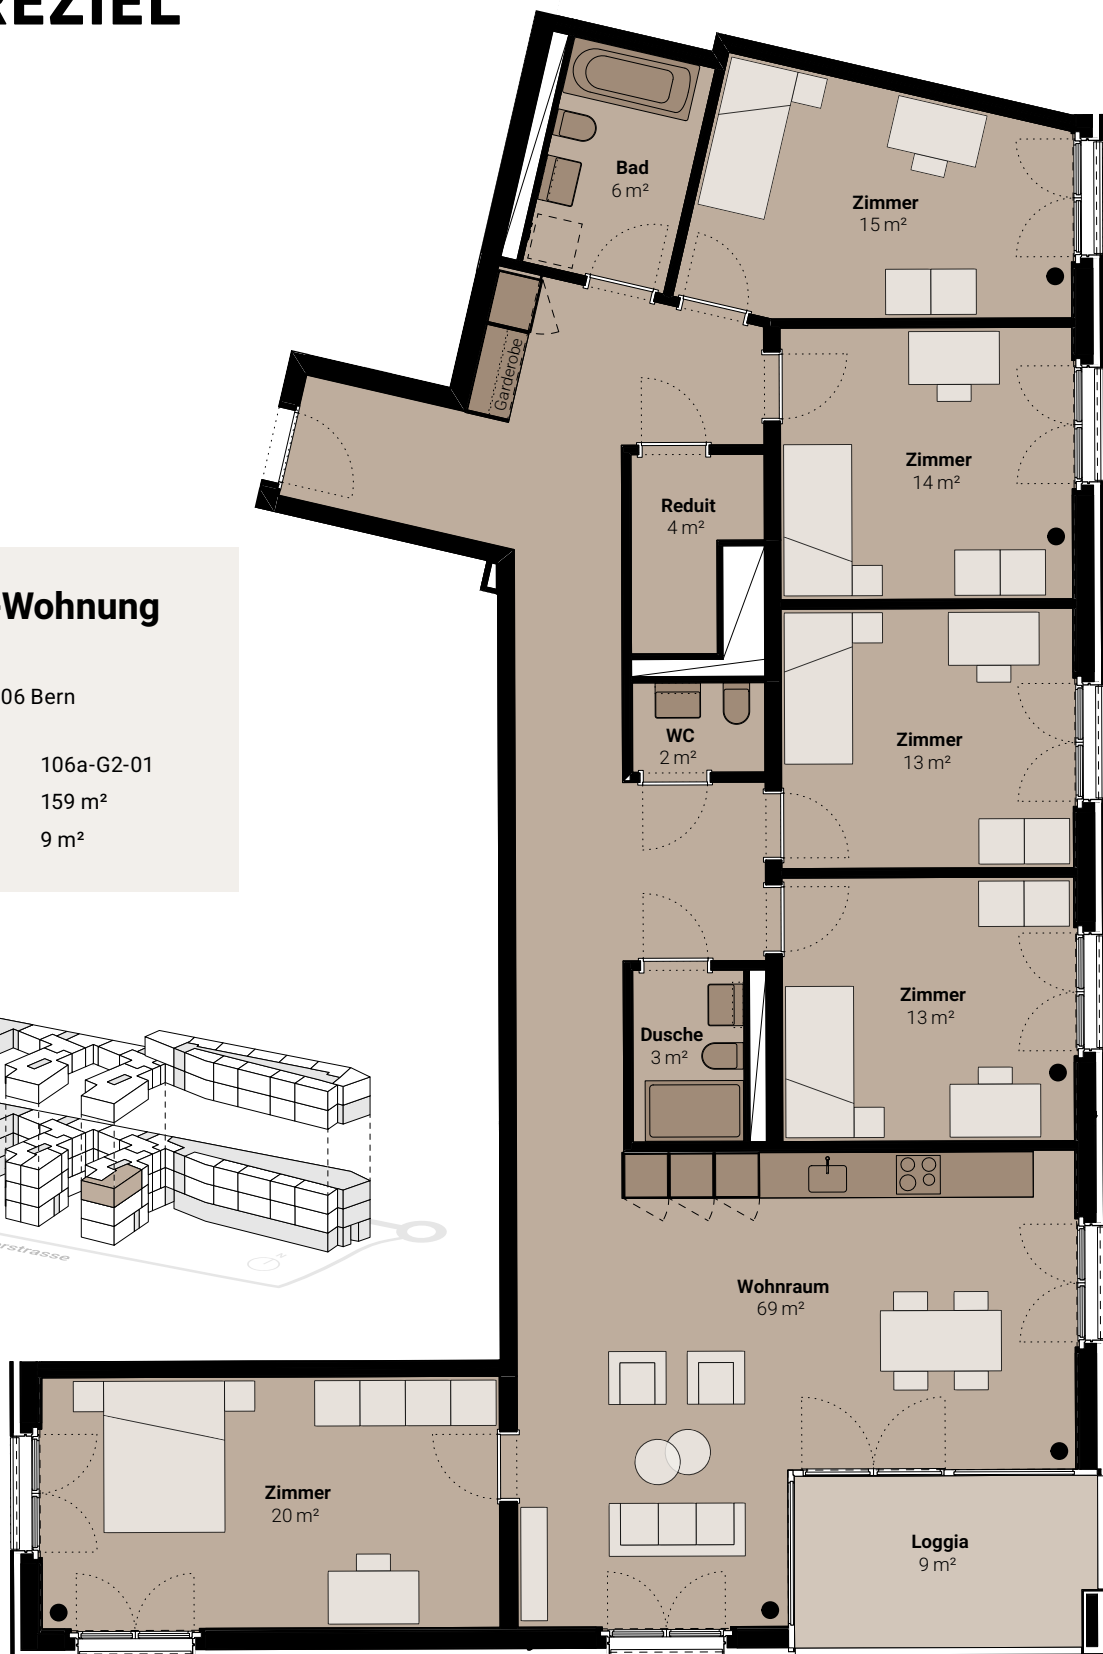 REZIEL
Bad
6 m²
Zimmer
15 m²
Garderobe
Zimmer
14 m²
Reduit
4 m²
-Wohnung
06 Bern
106a-G2-01
159 m²
9 m²
WC
2 m²
Zimmer
13 m²
Zimmer
13 m²
Dusche
3 m²
rstrasse
N
Wohnraum
69 m²
Zimmer
20 m²
Loggia
9 m²